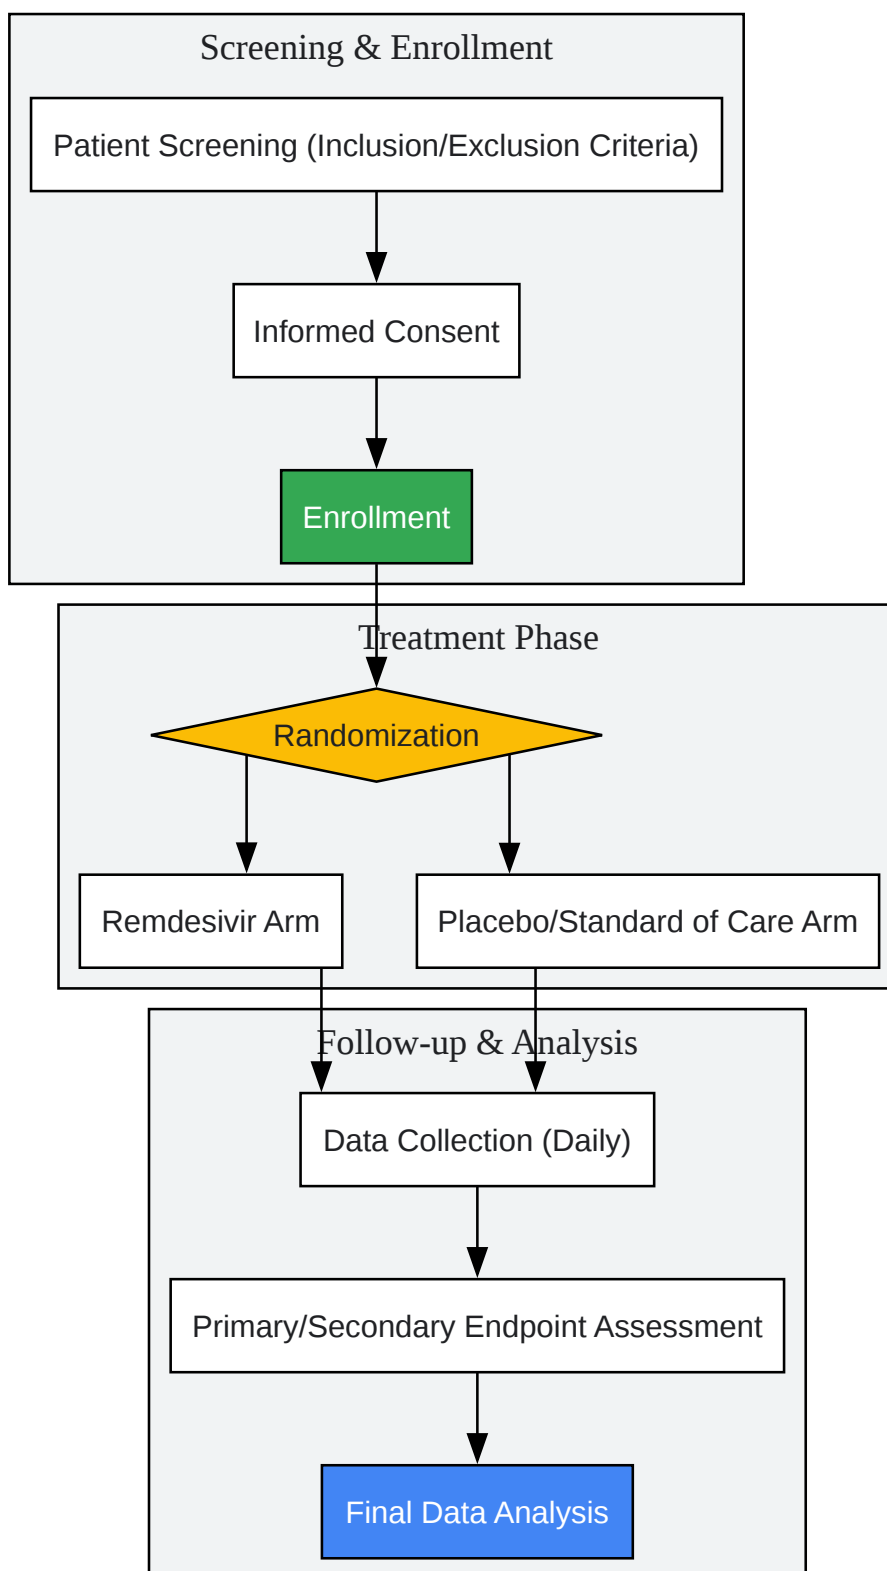 Screening & Enrollment
Patient Screening (Inclusion/Exclusion Criteria)
Informed Consent
Enrollment
Treatment Phase
Randomization
Remdesivir Arm
Placebo/Standard of Care Arm
Follow-up & Analysis
Data Collection (Daily)
Primary/Secondary Endpoint Assessment
Final Data Analysis